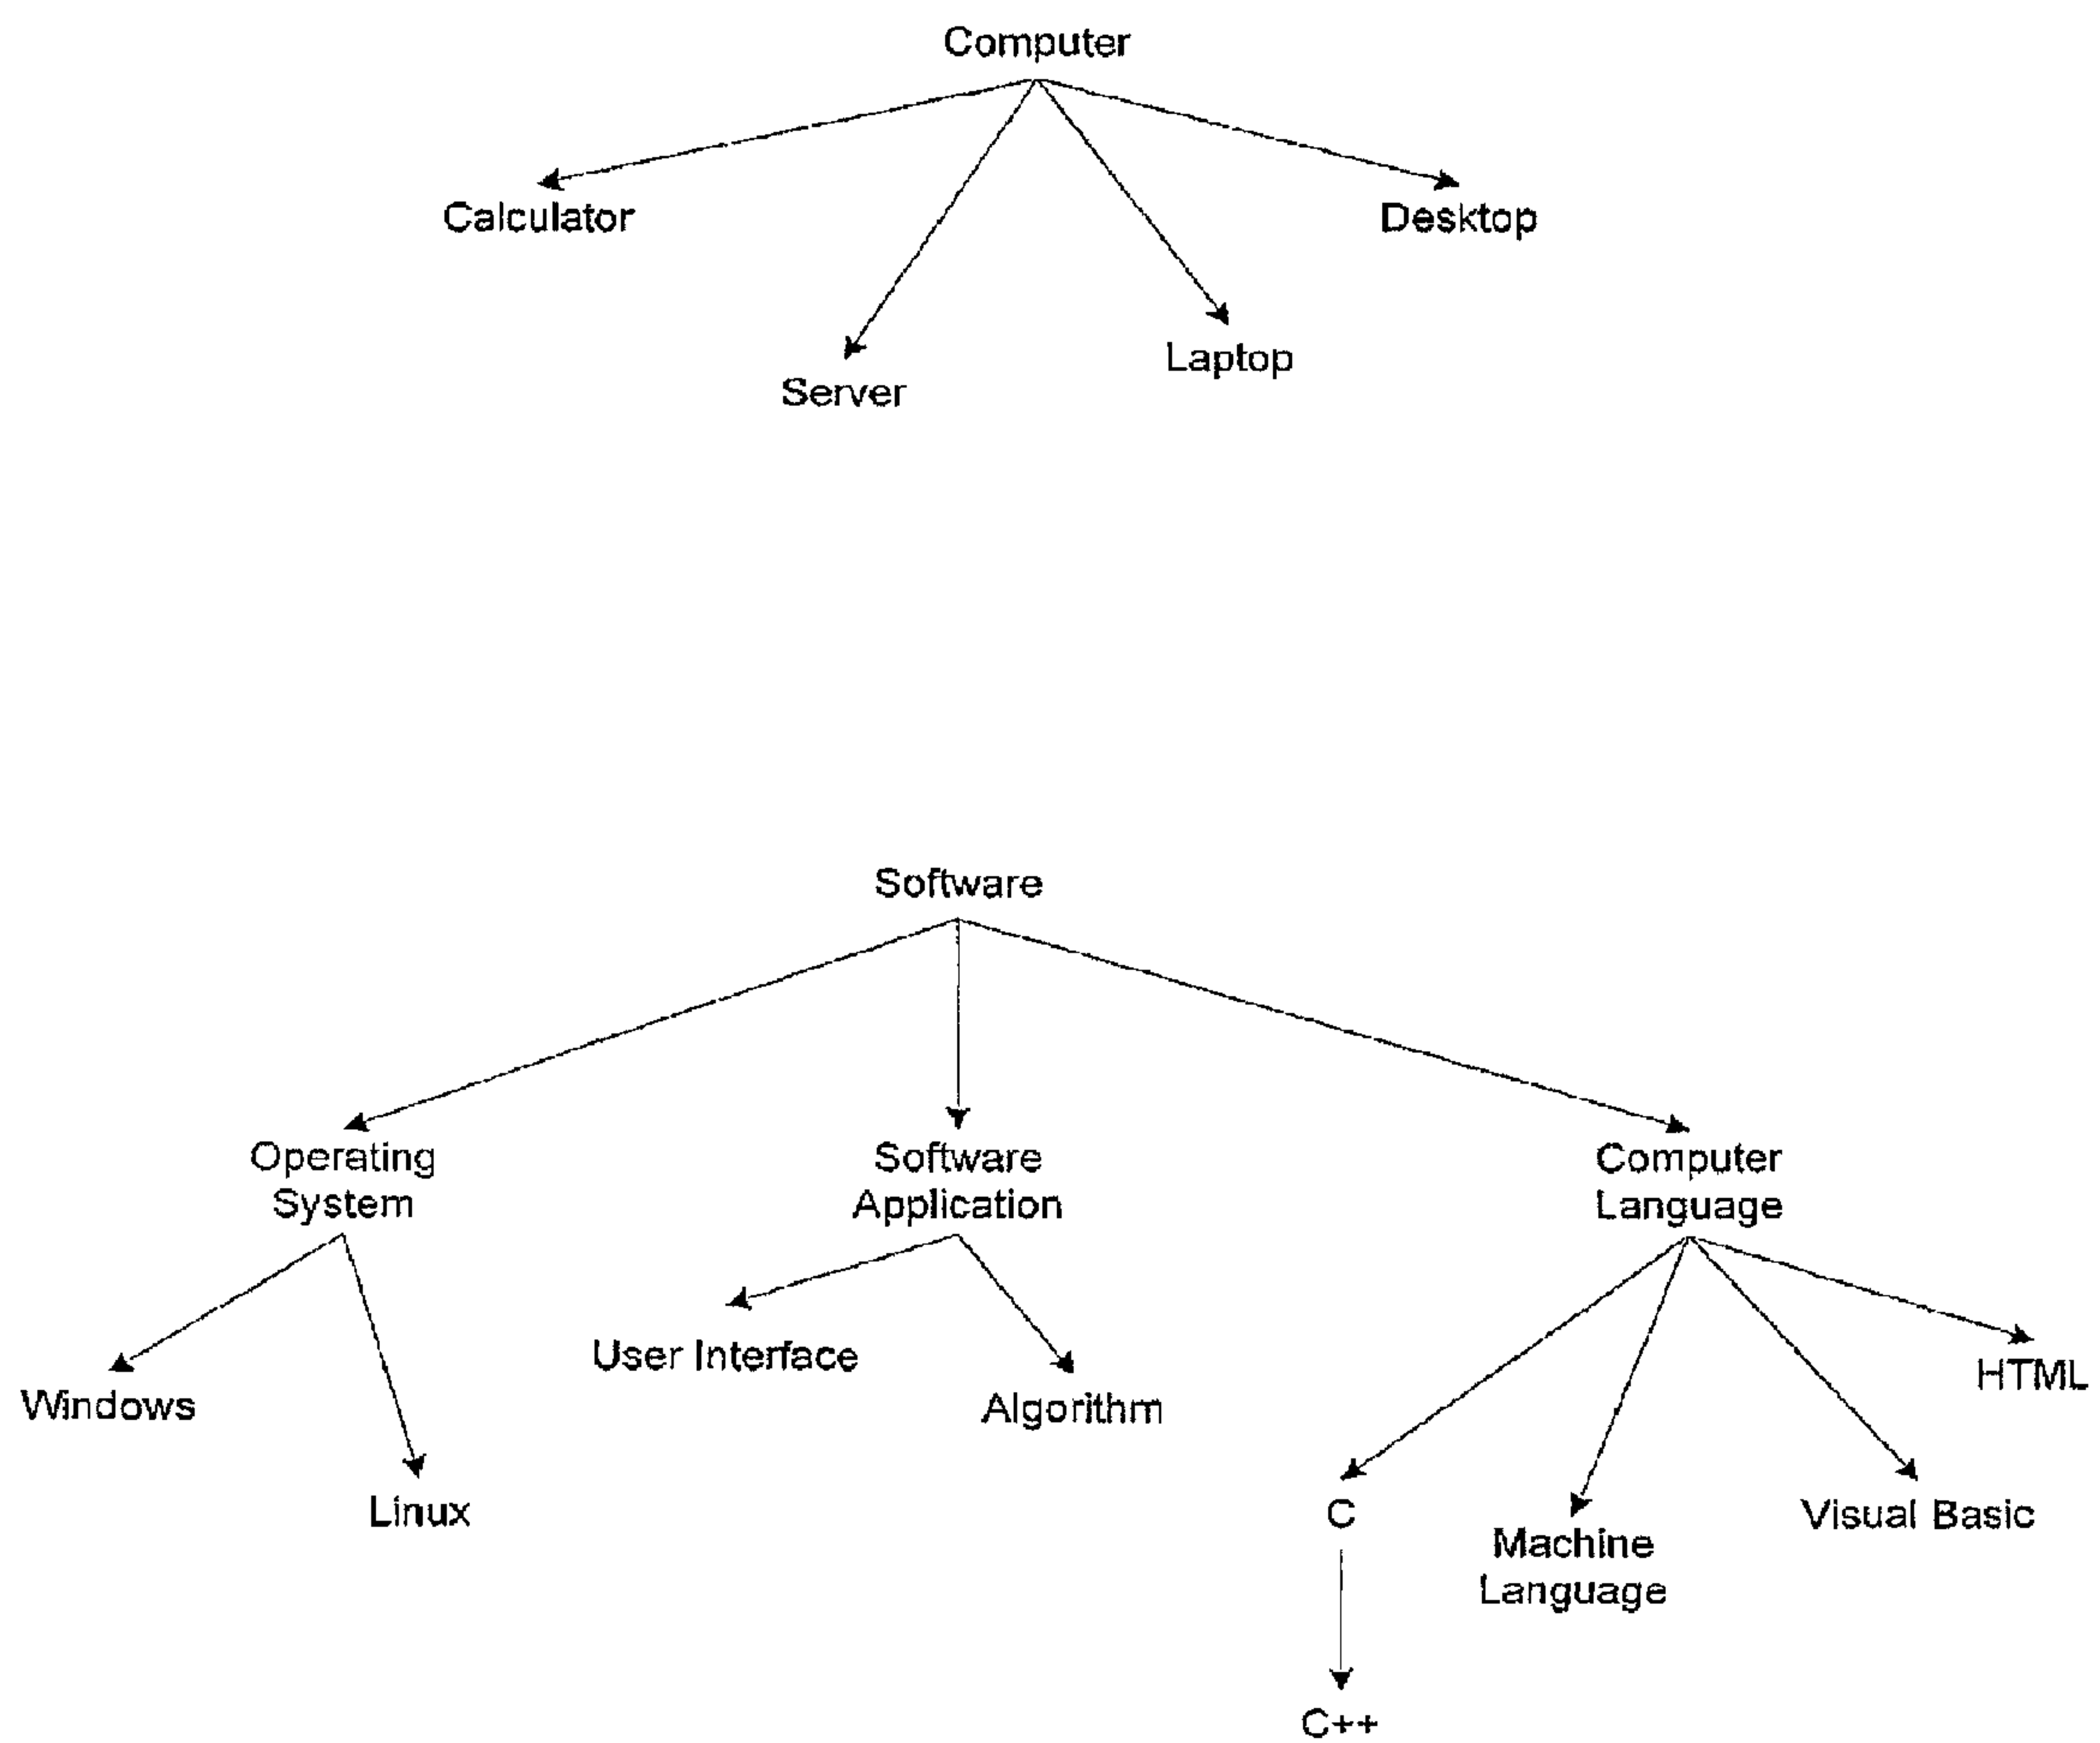 Computer
Calculator
Desktop
Server
Laptop
Software
Operating
System
Software
Application
Computer
Language
Windows
Linux
User Interface
Algorithm
C
Machine
Language
Visual Basic
HTML
C++